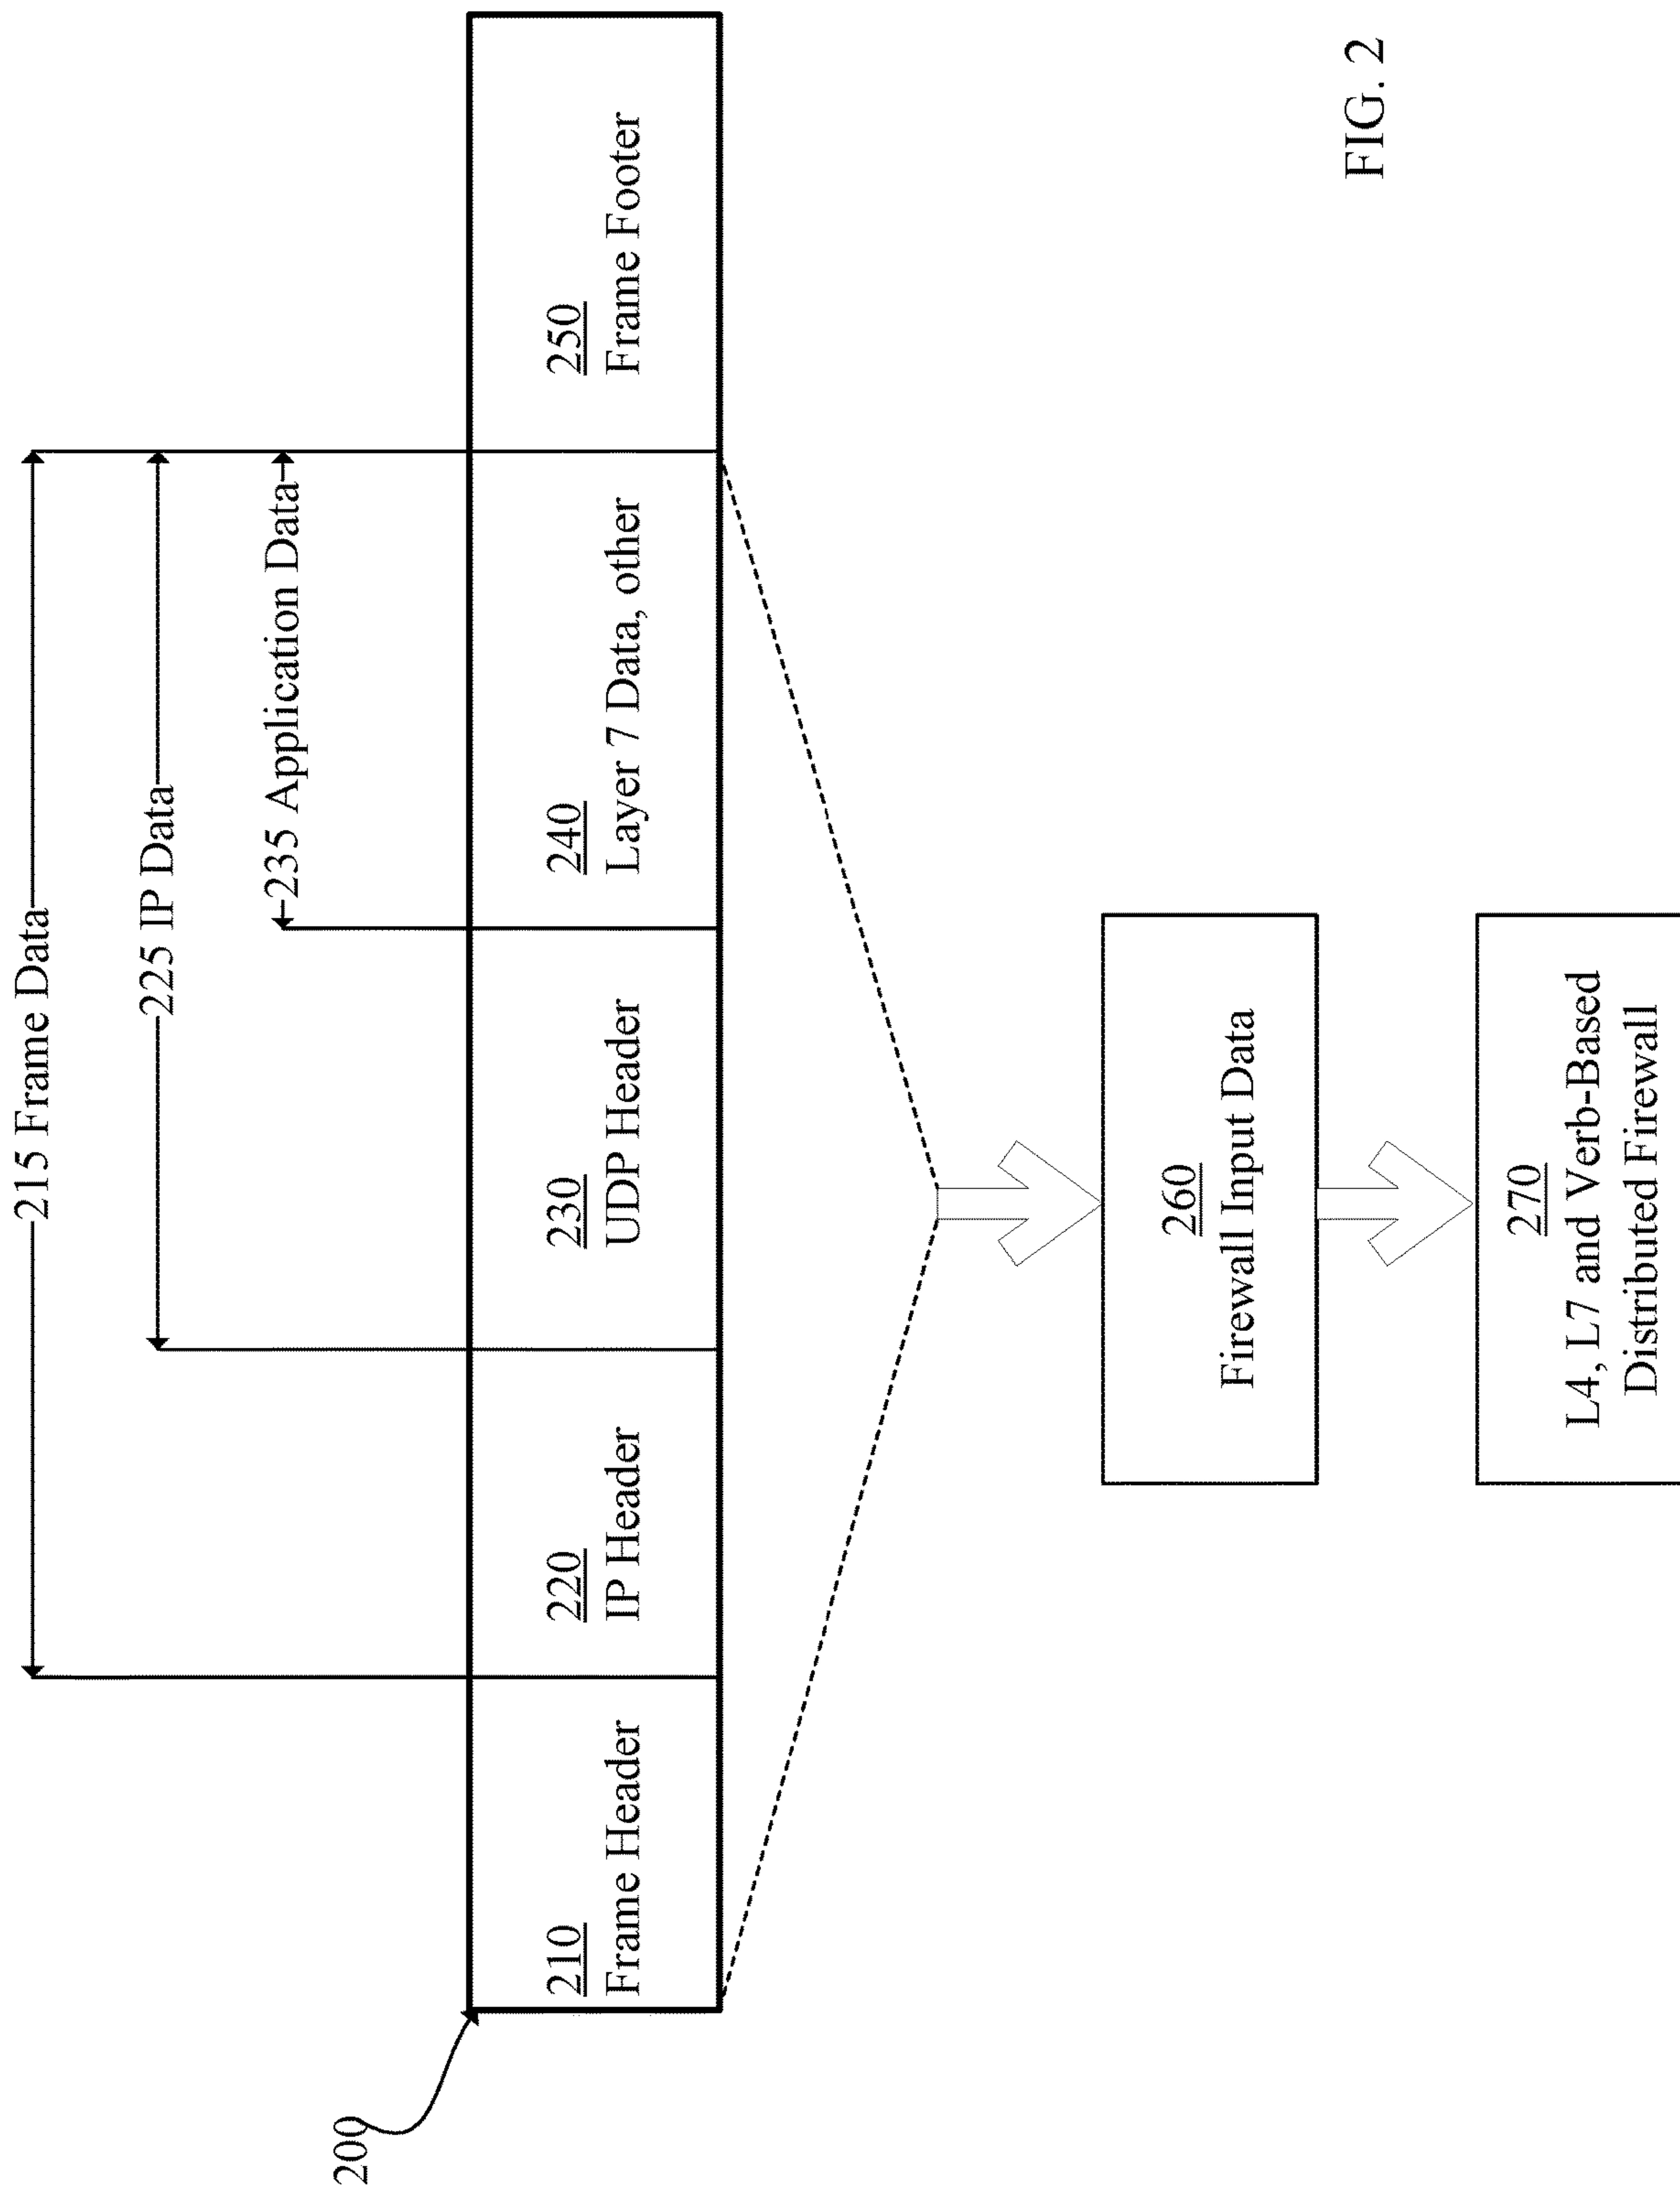 215 Frame Data
225 IP Data
235 Application Data
200
210
Frame Header
220
IP Header
230
UDP Header
240
Layer 7 Data, other
250
Frame Footer
260
Firewall Input Data
270
L4, L7 and Verb-Based
Distributed Firewall
FIG. 2